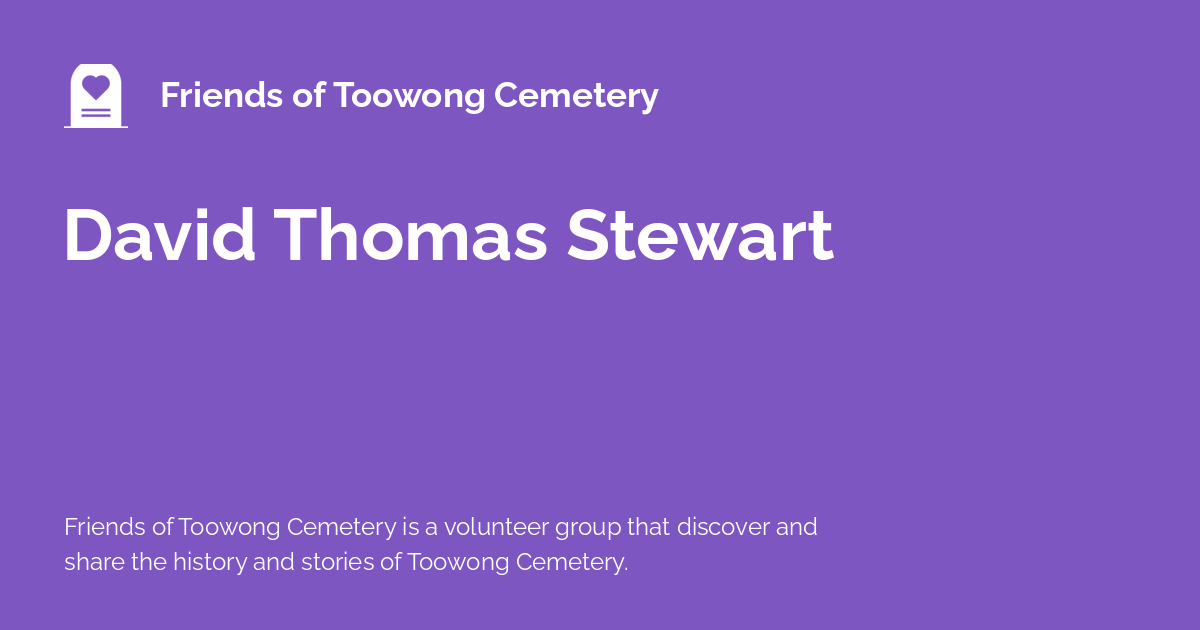 Friends of Toowong Cemetery
David Thomas Stewart
Friends of Toowong Cemetery is a volunteer group that discover and
share the history and stories of Toowong Cemetery.